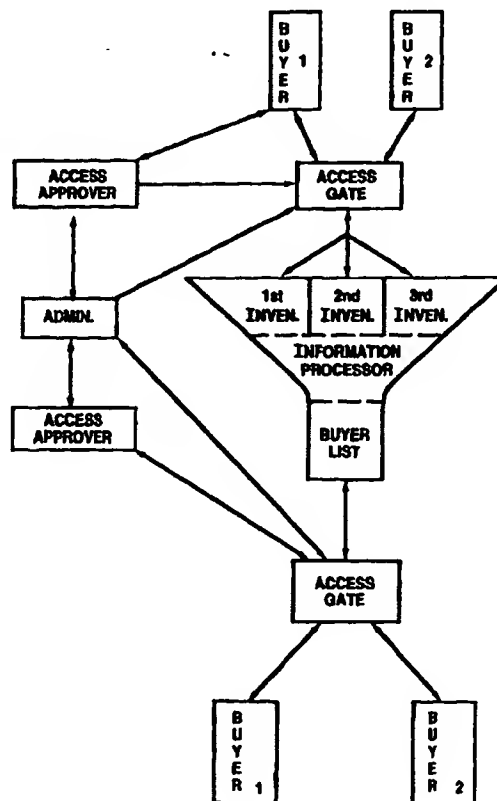 BUYER 1
BUYER 2
ACCESS
APPROVER
ACCESS
GATE
1st
INVEN.
2nd
INVEN.
3rd
INVEN.
ADMIN.
INFORMATION
PROCESSOR
ACCESS
APPROVER
BUYER
LIST
ACCESS
GATE
BUYER 1
BUYER 2